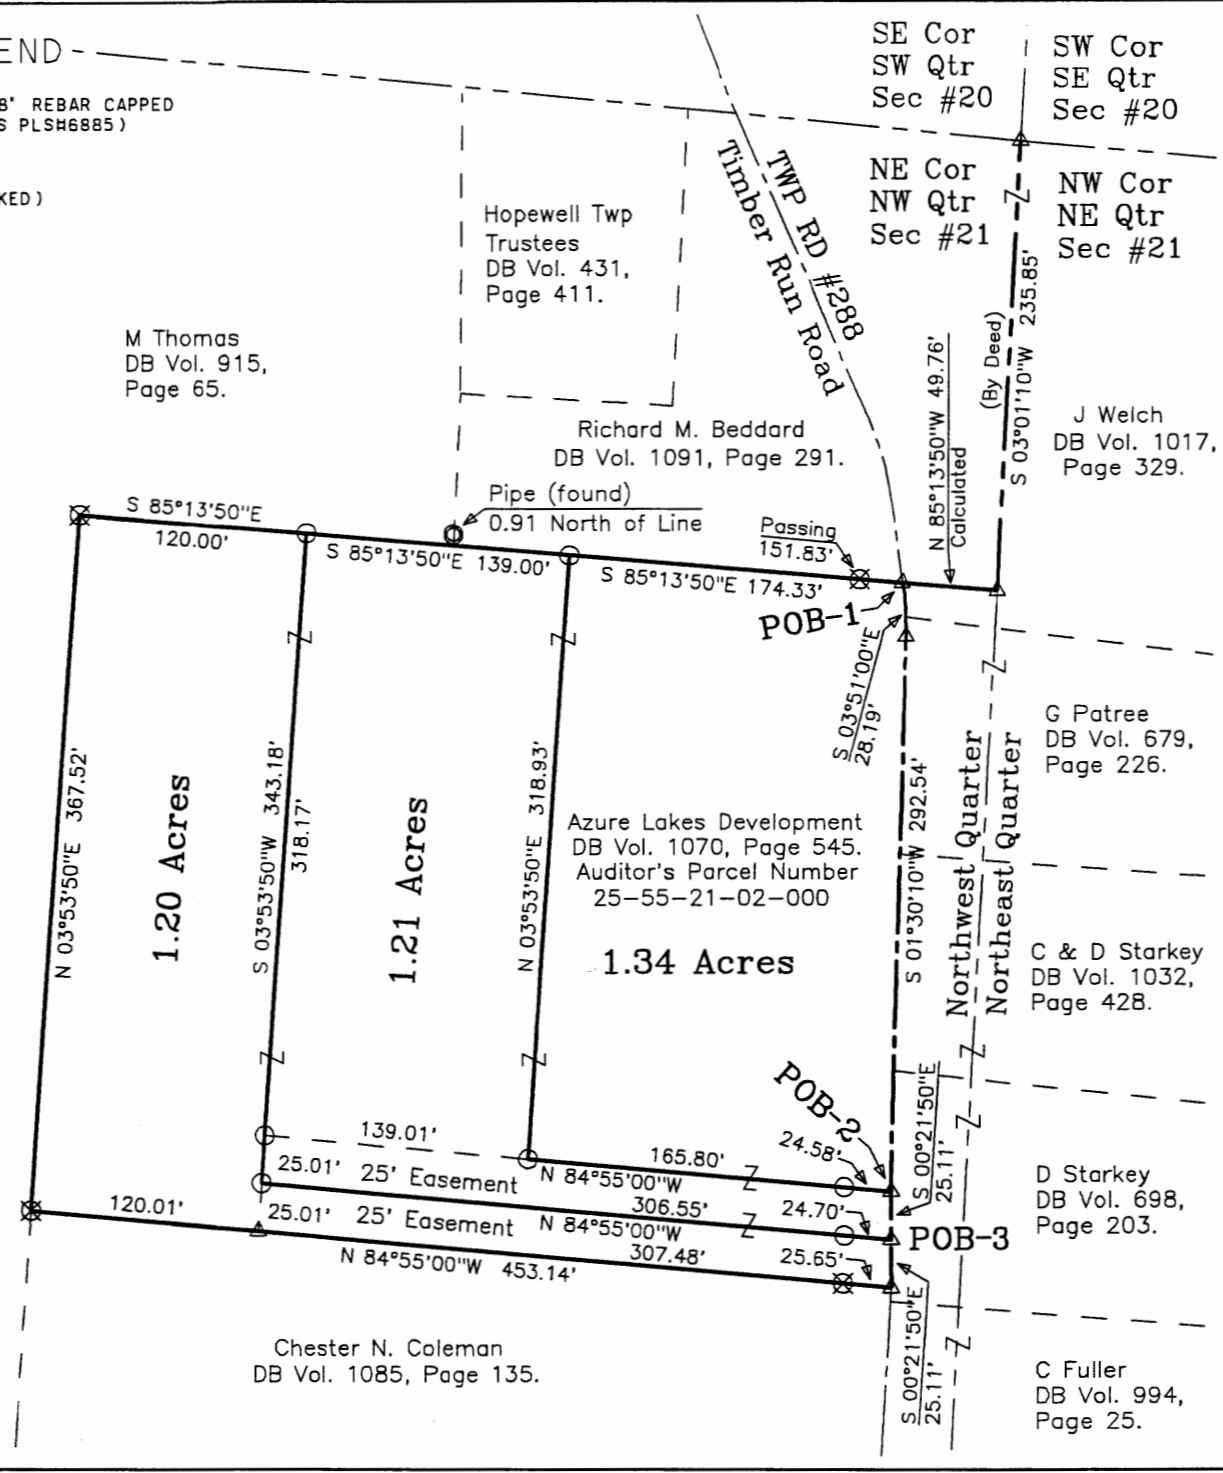 END
8" REBAR CAPPED
S PLS#6885)
KED)
SE Cor
SW Qtr
Sec #20
SW Cor
SE Qtr
Sec #20
NE Cor
NW Qtr
Sec #21
NW Cor
NE Qtr
Sec #21
TWP RD #288
Timber Run Road
Hopewell Twp
Trustees
DB Vol. 431,
Page 411.
M Thomas
DB Vol. 915,
Page 65.
Richard M. Beddard
DB Vol. 1091, Page 291.
N 85°13'50"W 49.76'
Calculated
(By Deed)
S 03°01'10"W 235.85'
J Welch
DB Vol. 1017,
Page 329.
Pipe (found)
0.91 North of Line
S 85°13'50"E
120.00'
S 85°13'50"E 139.00'
S 85°13'50"E 174.33'
Passing
151.83'
POB-1
S 03°51'00"E
28.19'
G Patree
DB Vol. 679,
Page 226.
N 03°53'50"E 367.52'
1.20 Acres
S 03°53'50"W 343.18'
318.17'
1.21 Acres
N 03°53'50"E 318.93'
Azure Lakes Development
DB Vol. 1070, Page 545.
Auditor's Parcel Number
25-55-21-02-000
1.34 Acres
S 01°30'10"W 292.54'
Northwest Quarter
Northeast Quarter
C & D Starkey
DB Vol. 1032,
Page 428.
POB-2
S 00°21'50"E
25.11'
139.01'
165.80'
24.58'
N 84°55'00"W
25.01' 25' Easement
306.55'
24.70'
D Starkey
DB Vol. 698,
Page 203.
120.01'
25.01' 25' Easement N 84°55'00"W
307.48'
25.65'
POB-3
N 84°55'00"W 453.14'
S 00°21'50"E
25.11'
Chester N. Coleman
DB Vol. 1085, Page 135.
C Fuller
DB Vol. 994,
Page 25.